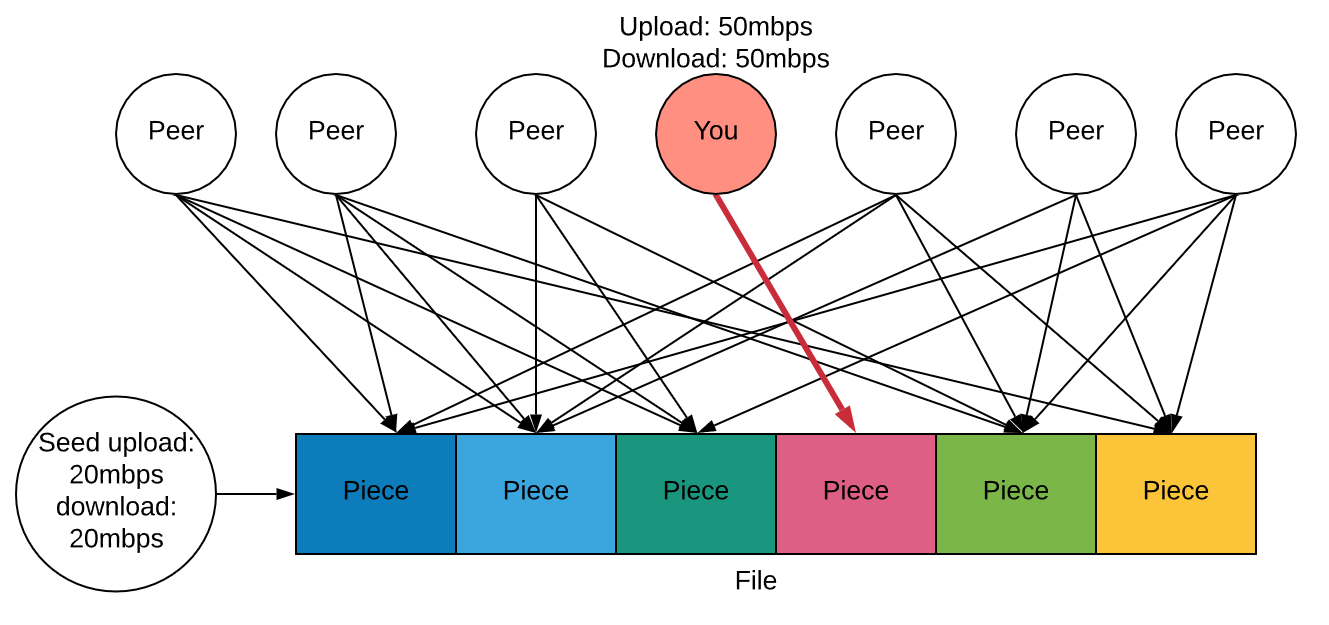 Upload: 50mbps
Download: 50mbps
Peer
Peer
Peer
You
Peer
Peer
Peer
Seed upload:
20mbps
download:
20mbps
Piece
Piece
Piece
Piece
Piece
Piece
File